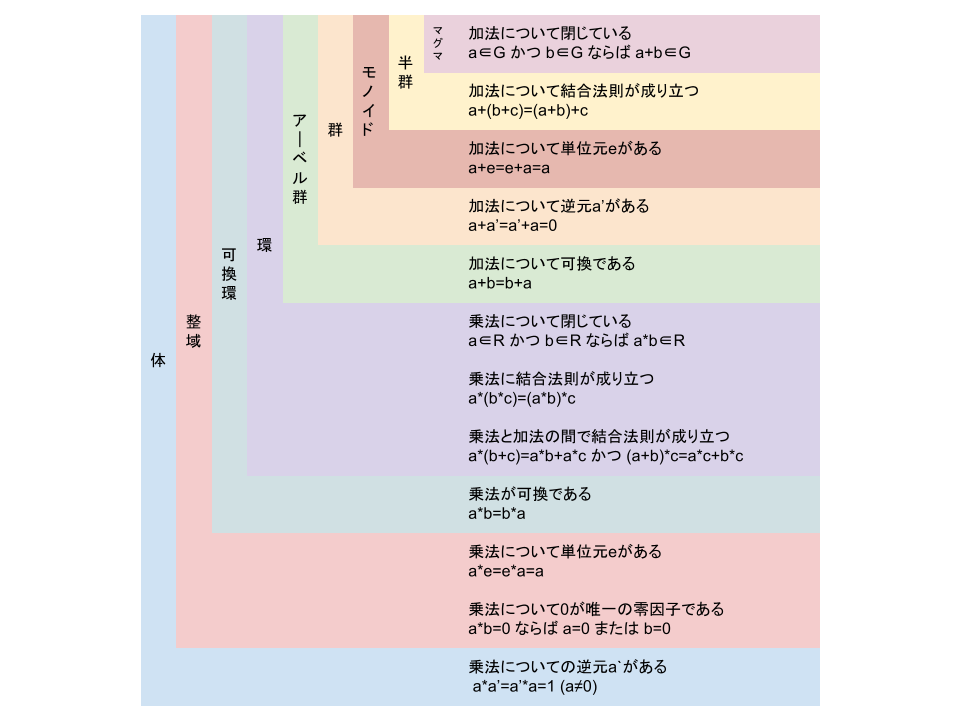 マグマ
加法について閉じている
a∈G かつ b∈G ならば a+b∈G
半群
加法について結合法則が成り立つ
a+(b+c)=(a+b)+c
モノイド
加法について単位元eがある
a+e=e+a=a
群
加法について逆元a’がある
a+a’=a’+a=0
アーベル群
加法について可換である
a+b=b+a
環
乗法について閉じている
a∈R かつ b∈R ならば a*b∈R
乗法に結合法則が成り立つ
a*(b*c)=(a*b)*c
乗法と加法の間で結合法則が成り立つ
a*(b+c)=a*b+a*c かつ (a+b)*c=a*c+b*c
可換環
乗法が可換である
a*b=b*a
整域
乗法について単位元eがある
a*e=e*a=a
乗法について0が唯一の零因子である
a*b=0 ならば a=0 または b=0
体
乗法についての逆元a`がある
a*a’=a’*a=1 (a≠0)